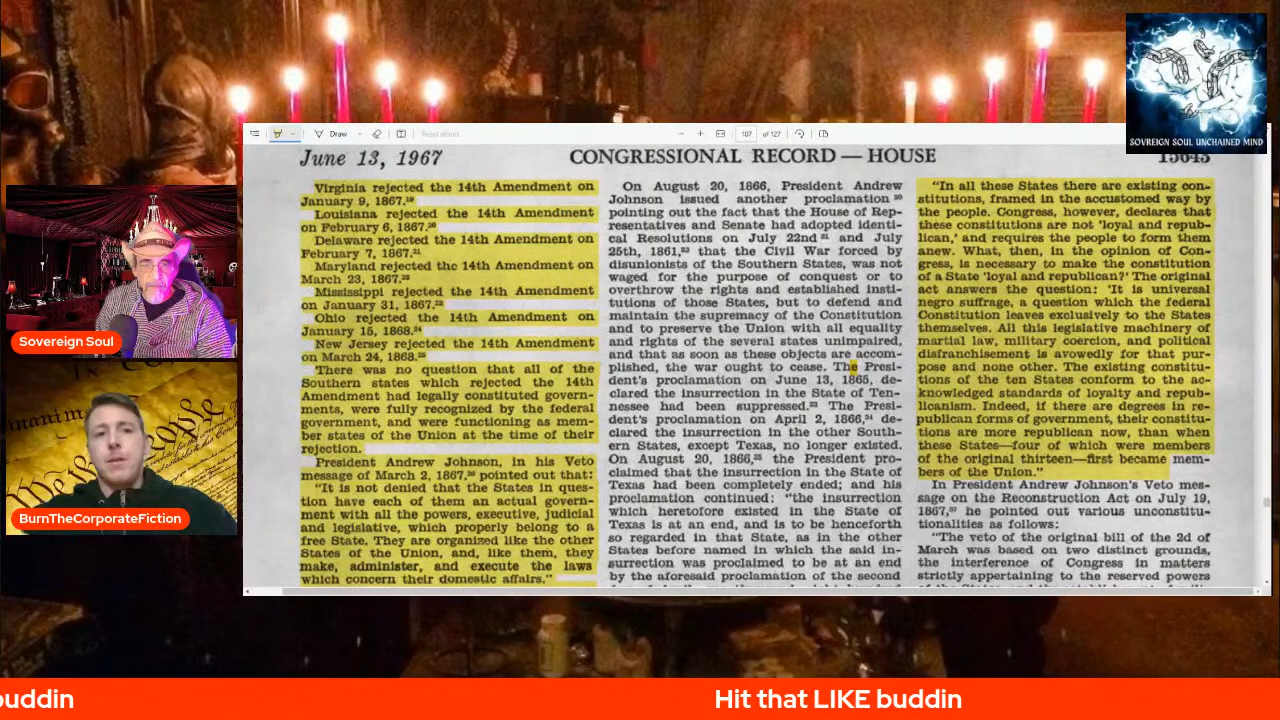 SOVREIGN SOUL UNCHAINED MIND
Draw
Read aloud
107 of 127
June 13, 1967
CONGRESSIONAL RECORD — HOUSE
15643
Virginia rejected the 14th Amendment on
January 9, 1867.19
Louisiana rejected the 14th Amendment
on February 6, 1867.20
Delaware rejected the 14th Amendment on
February 7, 1867.21
Maryland rejected the 14th Amendment on
March 23, 1867.22
Mississippi rejected the 14th Amendment
on January 31, 1867.23
Ohio rejected the 14th Amendment on
January 15, 1868.24
New Jersey rejected the 14th Amendment
on March 24, 1868.25
There was no question that all of the
Southern states which rejected the 14th
Amendment had legally constituted govern-
ments, were fully recognized by the federal
government, and were functioning as mem-
ber states of the Union at the time of their
rejection.
President Andrew Johnson, in his Veto
message of March 2, 1867,26 pointed out that:
"It is not denied that the States in ques-
tion have each of them an actual govern-
ment with all the powers, executive, judicial
and legislative, which properly belong to a
free State. They are organized like the other
States of the Union, and, like them, they
make, administer, and execute the laws
which concern their domestic affairs."
On August 20, 1866, President Andrew
Johnson issued another proclamation 30
pointing out the fact that the House of Rep-
resentatives and Senate had adopted identi-
cal Resolutions on July 22nd 31 and July
25th, 1861,32 that the Civil War forced by
disunionists of the Southern States, was not
waged for the purpose of conquest or to
overthrow the rights and established insti-
tutions of those States, but to defend and
maintain the supremacy of the Constitution
and to preserve the Union with all equality
and rights of the several states unimpaired,
and that as soon as these objects are accom-
plished, the war ought to cease. The Presi-
dent's proclamation on June 13, 1865, de-
clared the insurrection in the State of Ten-
nessee had been suppressed.33 The Presi-
dent's proclamation on April 2, 1866,34 de-
clared the insurrection in the other South-
ern States, except Texas, no longer existed.
On August 20, 1866,35 the President pro-
claimed that the insurrection in the State of
Texas had been completely ended; and his
proclamation continued: "the insurrection
which heretofore existed in the State of
Texas is at an end, and is to be henceforth
so regarded in that State, as in the other
States before named in which the said in-
surrection was proclaimed to be at an end
by the aforesaid proclamation of the second
"In all these States there are existing con-
stitutions, framed in the accustomed way by
the people. Congress, however, declares that
these constitutions are not 'loyal and repub-
lican,' and requires the people to form them
anew. What, then, in the opinion of Con-
gress, is necessary to make the constitution
of a State 'loyal and republican?' The original
act answers the question: 'It is universal
negro suffrage, a question which the federal
Constitution leaves exclusively to the States
themselves. All this legislative machinery of
martial law, military coercion, and political
disfranchisement is avowedly for that pur-
pose and none other. The existing constitu-
tions of the ten States conform to the ac-
knowledged standards of loyalty and repub-
licanism. Indeed, if there are degrees in re-
publican forms of government, their constitu-
tions are more republican now, than when
these States—four of which were members
of the original thirteen—first became mem-
bers of the Union."
In President Andrew Johnson's Veto mes-
sage on the Reconstruction Act on July 19,
1867,37 he pointed out various unconstitu-
tionalities as follows:
"The veto of the original bill of the 2d of
March was based on two distinct grounds,
the interference of Congress in matters
strictly appertaining to the reserved powers
Sovereign Soul
BurnTheCorporateFiction
buddin
Hit that LIKE buddin